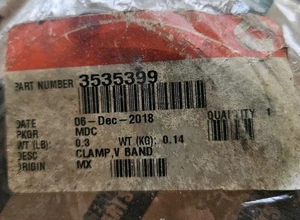 PART NUMBER 3535399
DATE 06-Dec-2018 QUANTITY 1
PKGR MDC
WT (LB): 0.3 WT (KG): 0.14
DESC CLAMP,V BAND
ORIGIN MX